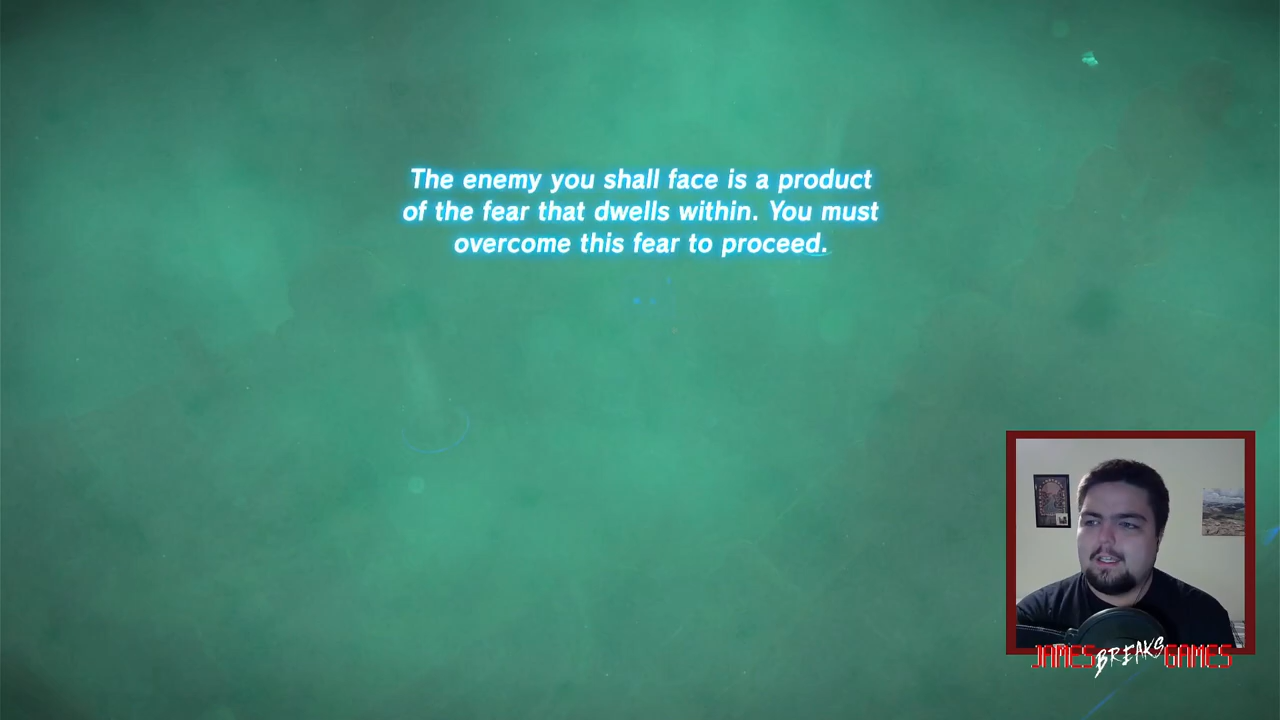 The enemy you shall face is a product
of the fear that dwells within. You must
overcome this fear to proceed.
JAMES BREAKS GAMES